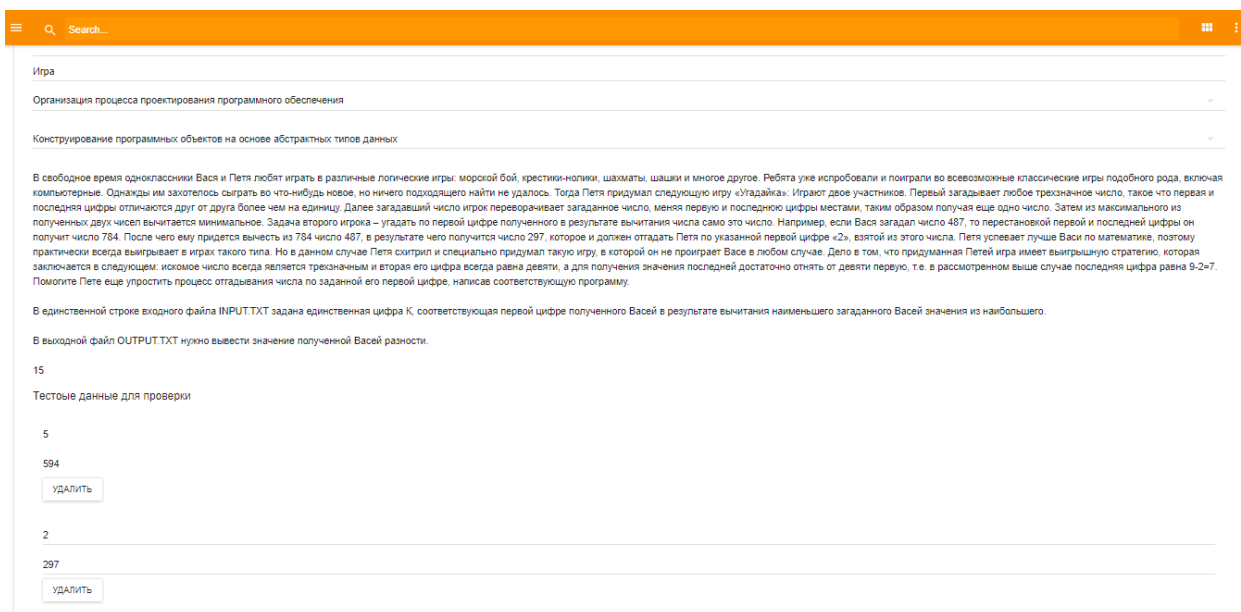 Search...
Игра
Организация процесса проектирования программного обеспечения
Конструирование программных объектов на основе абстрактных типов данных
В свободное время одноклассники Вася и Петя любят играть в различные логические игры: морской бой, крестики-нолики, шахматы, шашки и многое другое. Ребята уже испробовали и поиграли во всевозможные классические игры подобного рода, включая
компьютерные. Однажды им захотелось сыграть во что-нибудь новое, но ничего подходящего найти не удалось. Тогда Петя придумал следующую игру «Угадайка»: Играют двое участников. Первый загадывает любое трехзначное число, такое что первая и
последняя цифры отличаются друг от друга более чем на единицу. Далее загадавший число игрок переворачивает загаданное число, меняя первую и последнюю цифры местами, таким образом получая еще одно число. Затем из максимального из
полученных двух чисел вычитается минимальное. Задача второго игрока – угадать по первой цифре полученного в результате вычитания числа само это число. Например, если Вася загадал число 487, то перестановкой первой и последней цифры он
получит число 784. После чего ему придется вычесть из 784 число 487, в результате чего получится число 297, которое и должен отгадать Петя по указанной первой цифре «2», взятой из этого числа. Петя успевает лучше Васи по математике, поэтому
практически всегда выигрывает в играх такого типа. Но в данном случае Петя схитрил и специально придумал такую игру, в которой он не проиграет Васе в любом случае. Дело в том, что придуманная Петей игра имеет выигрышную стратегию, которая
заключается в следующем: искомое число всегда является трехзначным и вторая его цифра всегда равна девяти, а для получения значения последней достаточно отнять от девяти первую, т.е. в рассмотренном выше случае последняя цифра равна 9-2=7.
Помогите Пете еще упростить процесс отгадывания числа по заданной его первой цифре, написав соответствующую программу.
В единственной строке входного файла INPUT.TXT задана единственная цифра К, соответствующая первой цифре полученного Васей в результате вычитания наименьшего загаданного Васей значения из наибольшего.
В выходной файл OUTPUT.TXT нужно вывести значение полученной Васей разности.
15
Тестоые данные для проверки
5
594
УДАЛИТЬ
2
297
УДАЛИТЬ